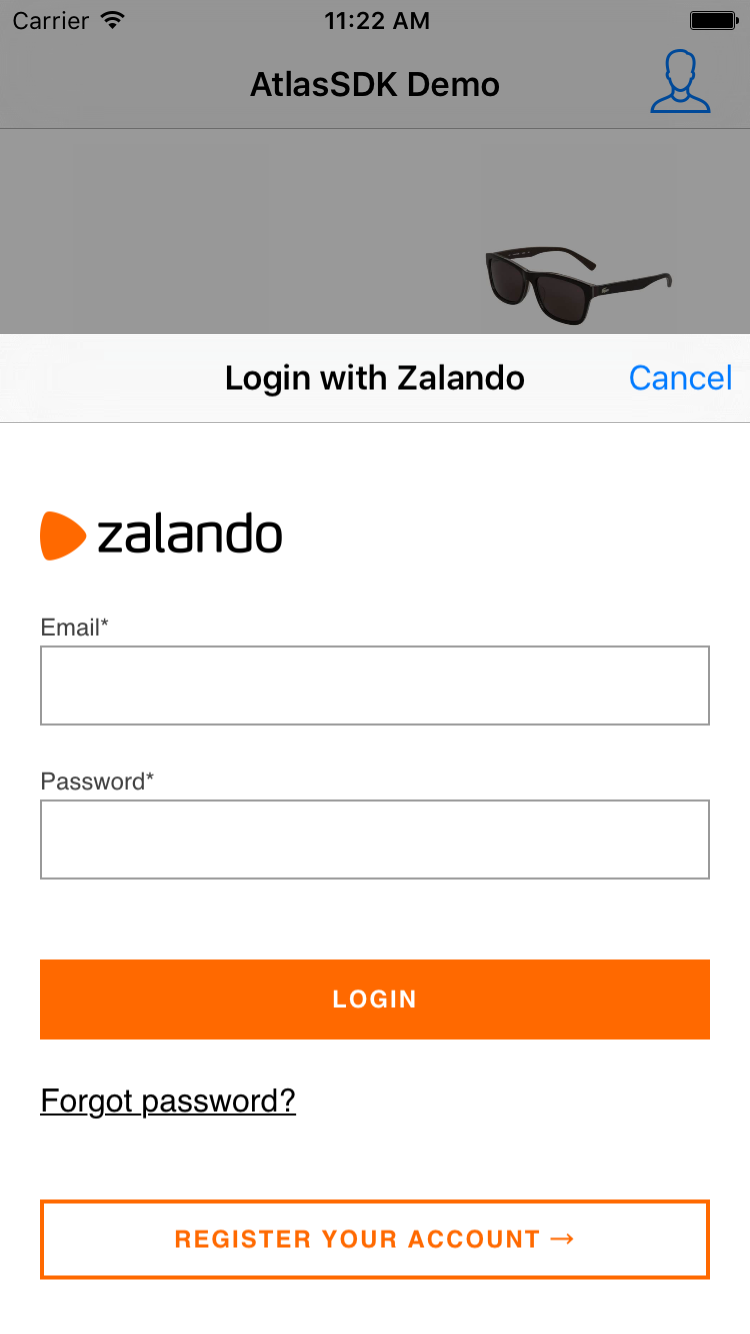 Carrier 11:22 AM
AtlasSDK Demo
Login with Zalando Cancel
zalando
Email*
Password*
LOGIN
Forgot password?
REGISTER YOUR ACCOUNT →